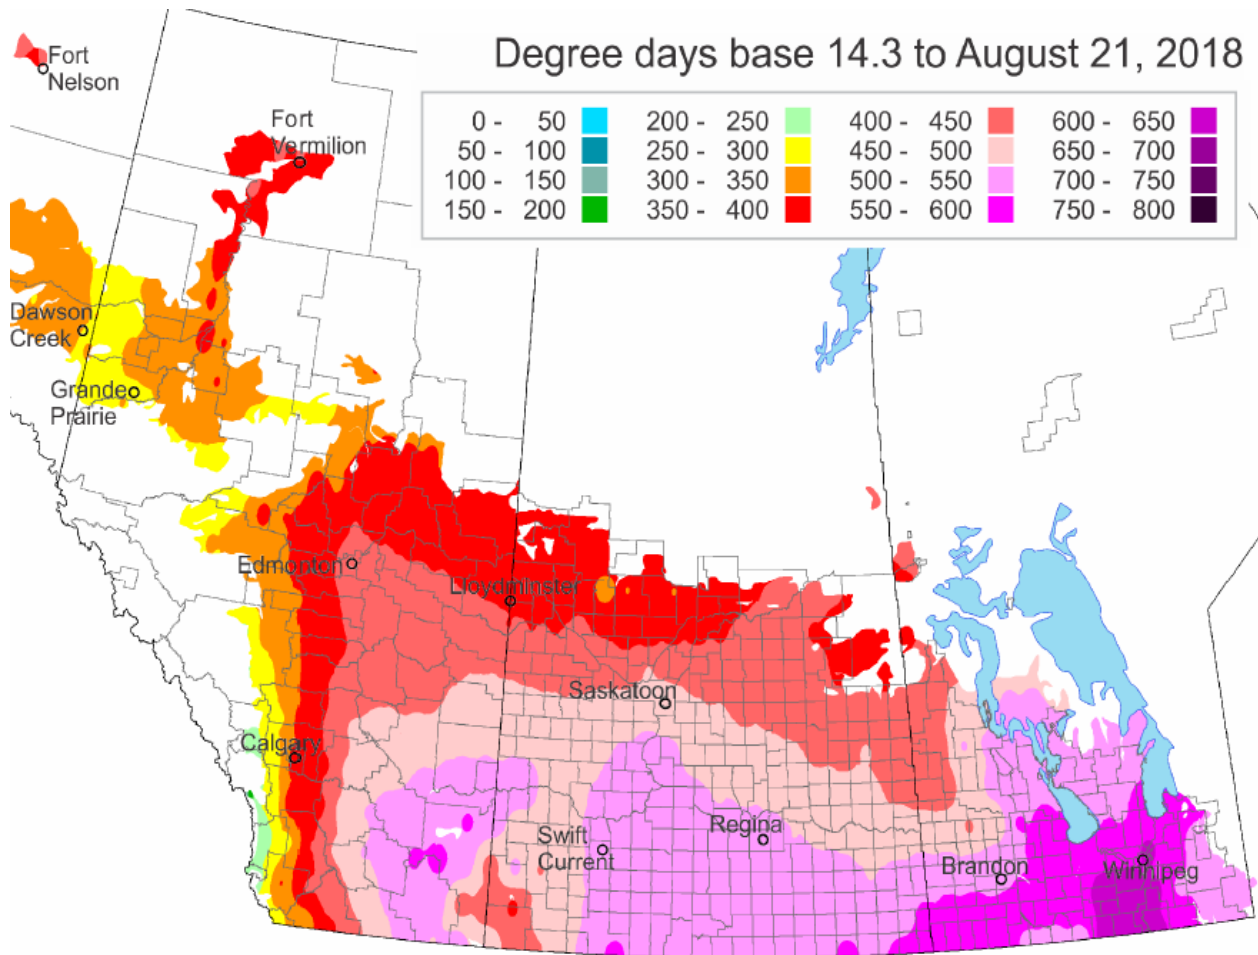 Degree days base 14.3 to August 21, 2018
0 - 50 200 - 250 400 - 450 600 - 650
50 - 100 250 - 300 450 - 500 650 - 700
100 - 150 300 - 350 500 - 550 700 - 750
150 - 200 350 - 400 550 - 600 750 - 800
Fort
Nelson
Fort
Vermilion
Dawson
Creek
Grande
Prairie
Edmonton
Lloydminster
Saskatoon
Calgary
Swift
Current
Regina
Brandon
Winnipeg